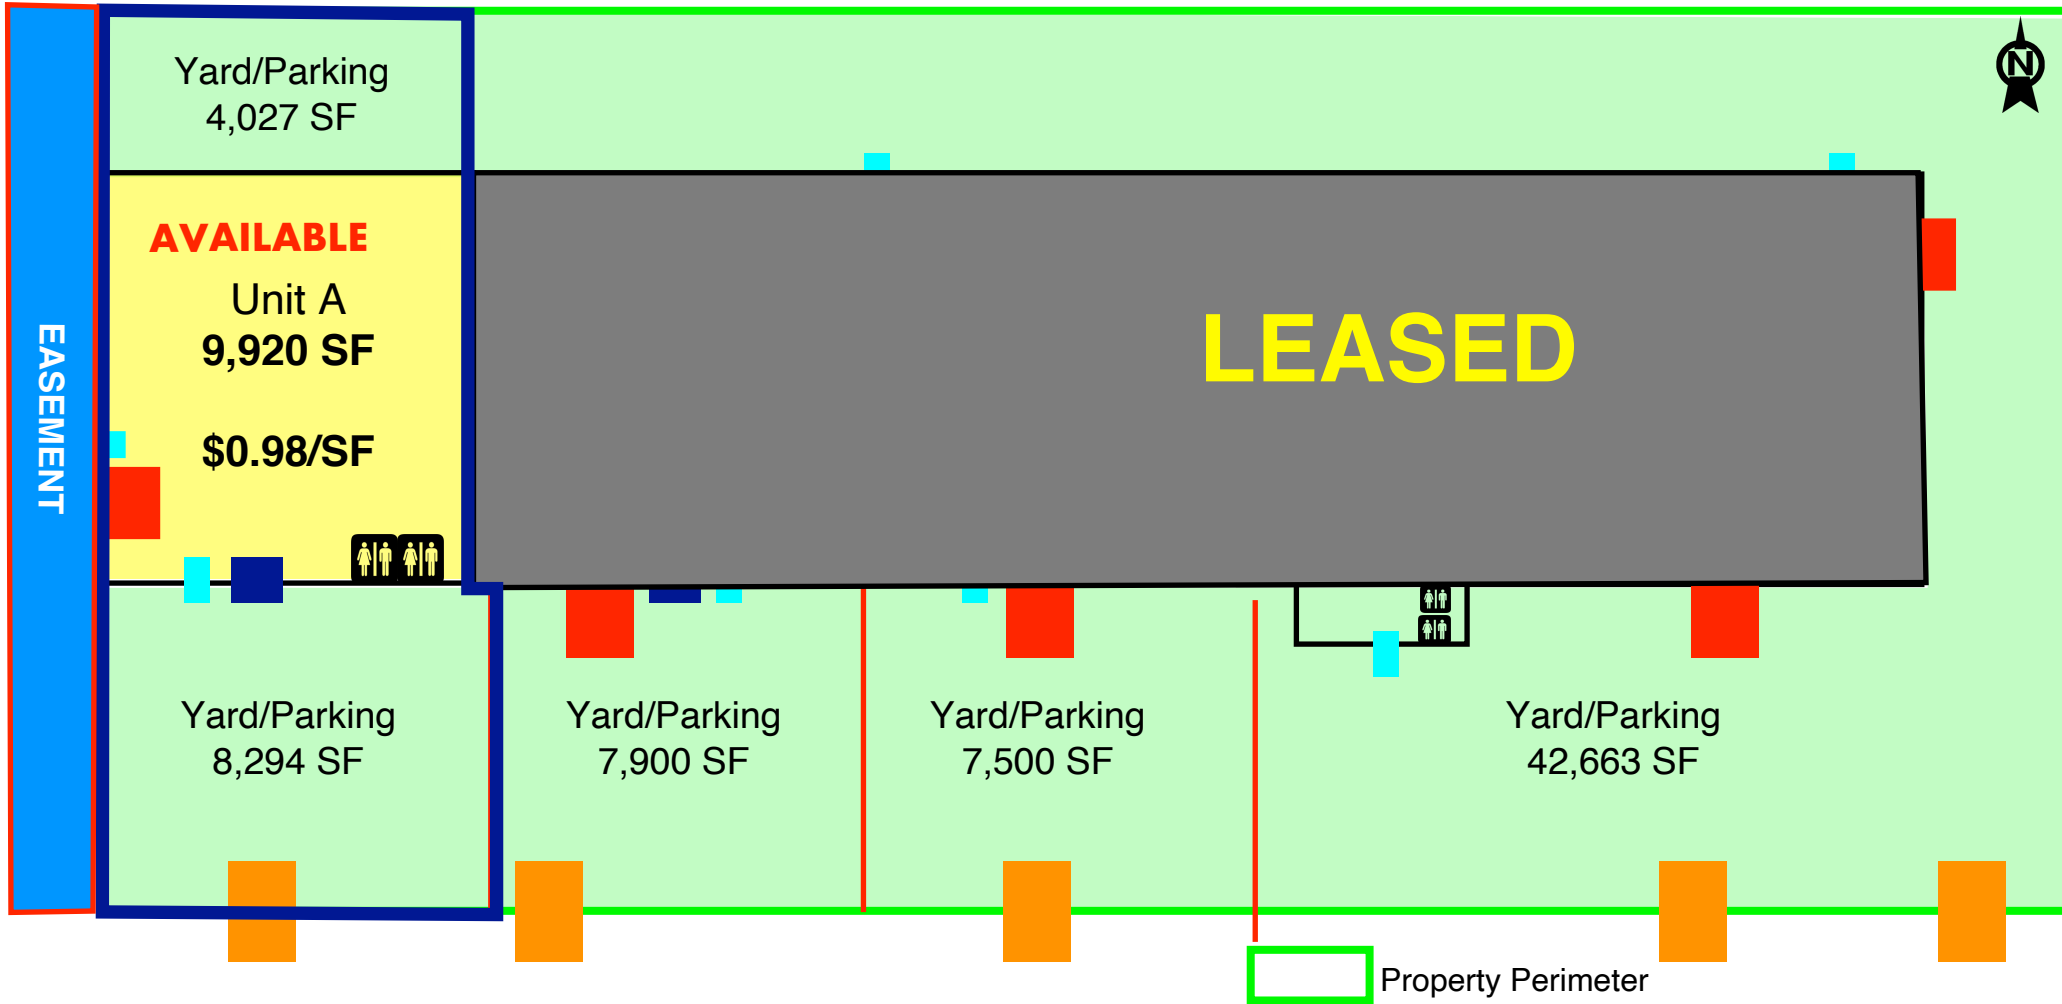 Yard/Parking
4,027 SF
N
AVAILABLE
Unit A
9,920 SF
$0.98/SF
EASEMENT
LEASED
Yard/Parking
8,294 SF
Yard/Parking
7,900 SF
Yard/Parking
7,500 SF
Yard/Parking
42,663 SF
Property Perimeter